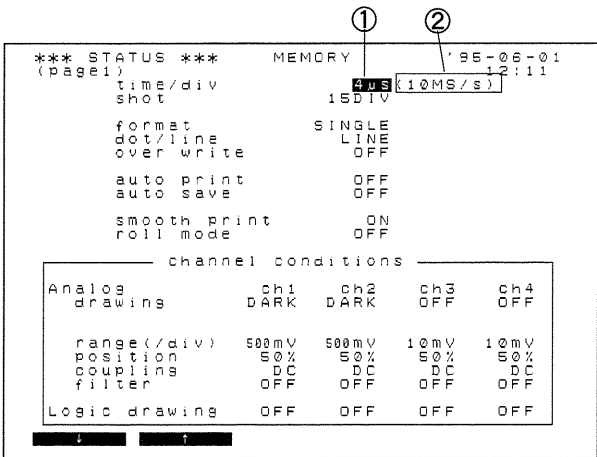 ① ②
*** STATUS *** MEMORY '95-06-01
(page1) 12:11
time/div 4µs (10MS/s)
shot 15DIV
format SINGLE
dot/line LINE
over write OFF
auto print OFF
auto save OFF
smooth print ON
roll mode OFF
channel conditions
Analog ch1 ch2 ch3 ch4
drawing DARK DARK OFF OFF
range(/div) 500mV 500mV 10mV 10mV
position 50% 50% 50% 50%
coupling DC DC DC DC
filter OFF OFF OFF OFF
Logic drawing OFF OFF OFF OFF
↓ ↑